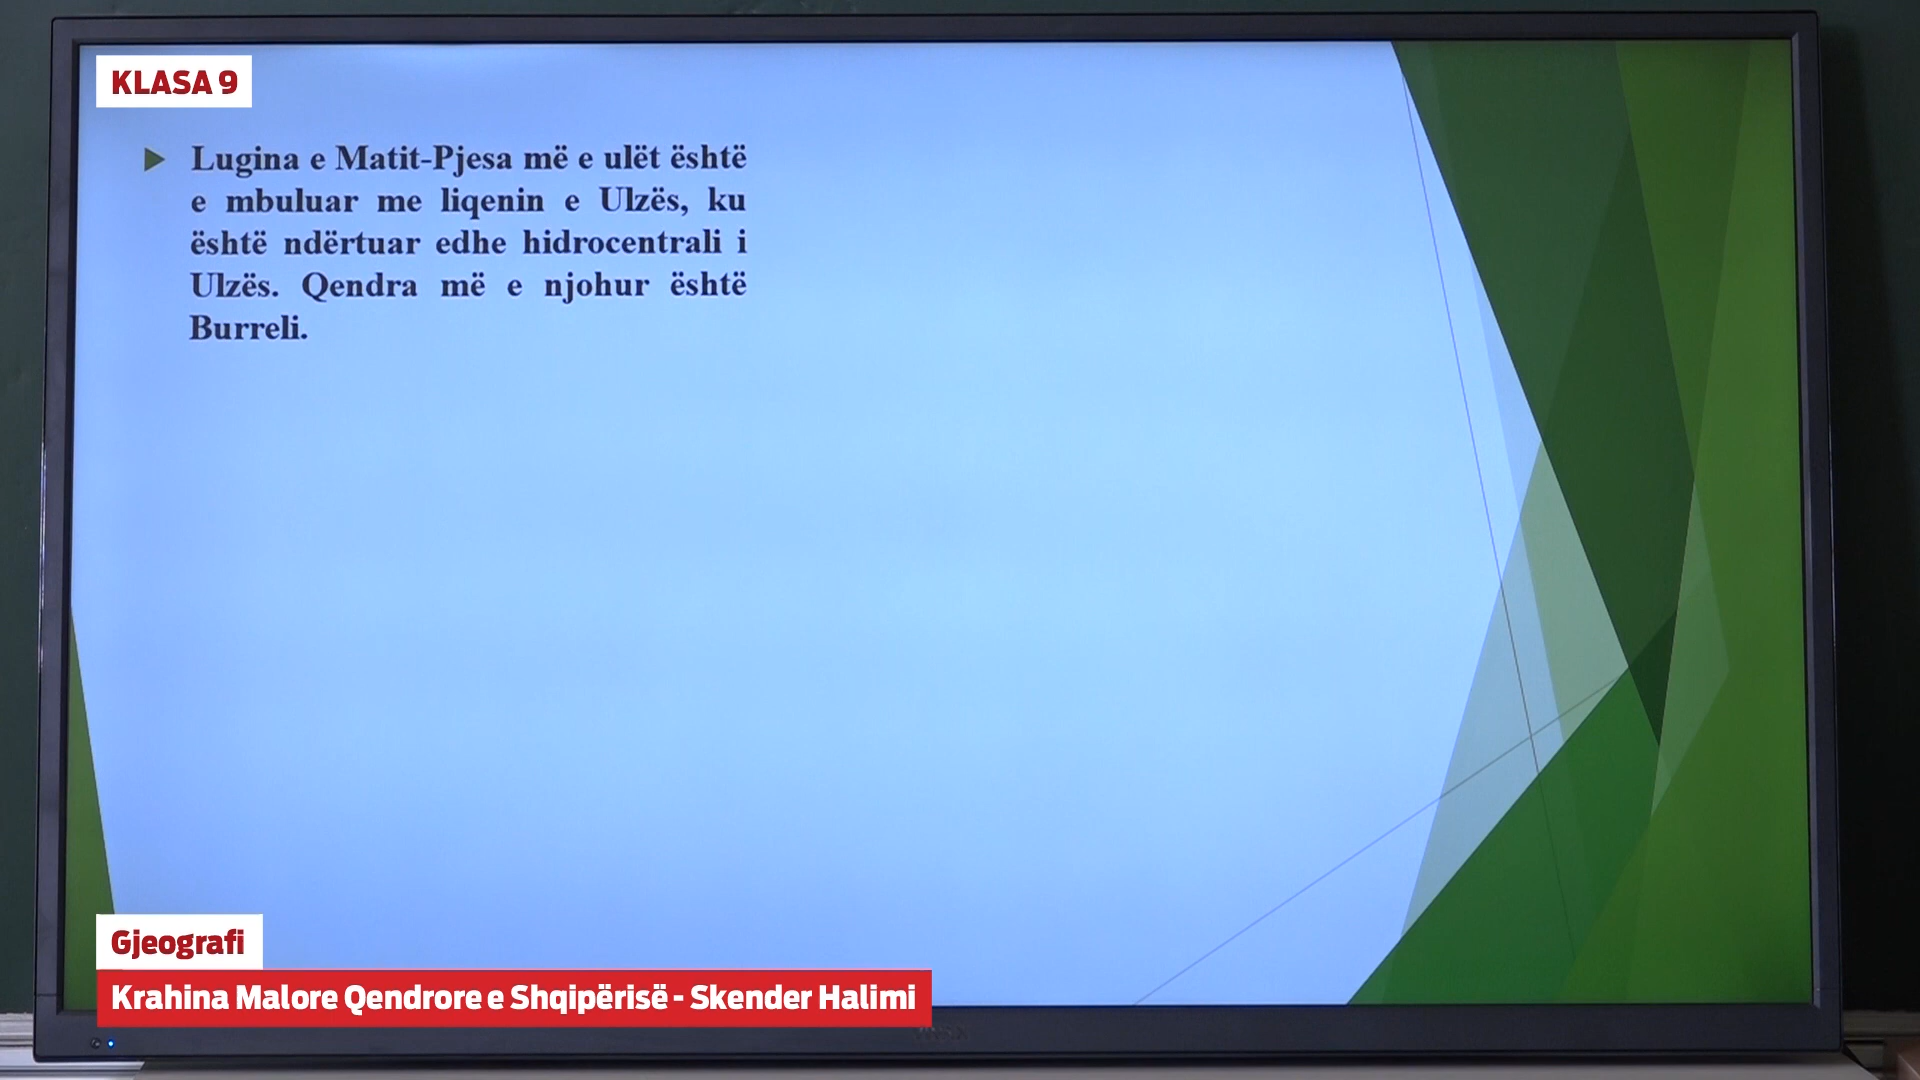 KLASA 9
Lugina e Matit-Pjesa më e ulët është
e mbuluar me liqenin e Ulzës, ku
është ndërtuar edhe hidrocentrali i
Ulzës. Qendra më e njohur është
Burreli.
Gjeografi
Krahina Malore Qendrore e Shqipërisë - Skender Halimi